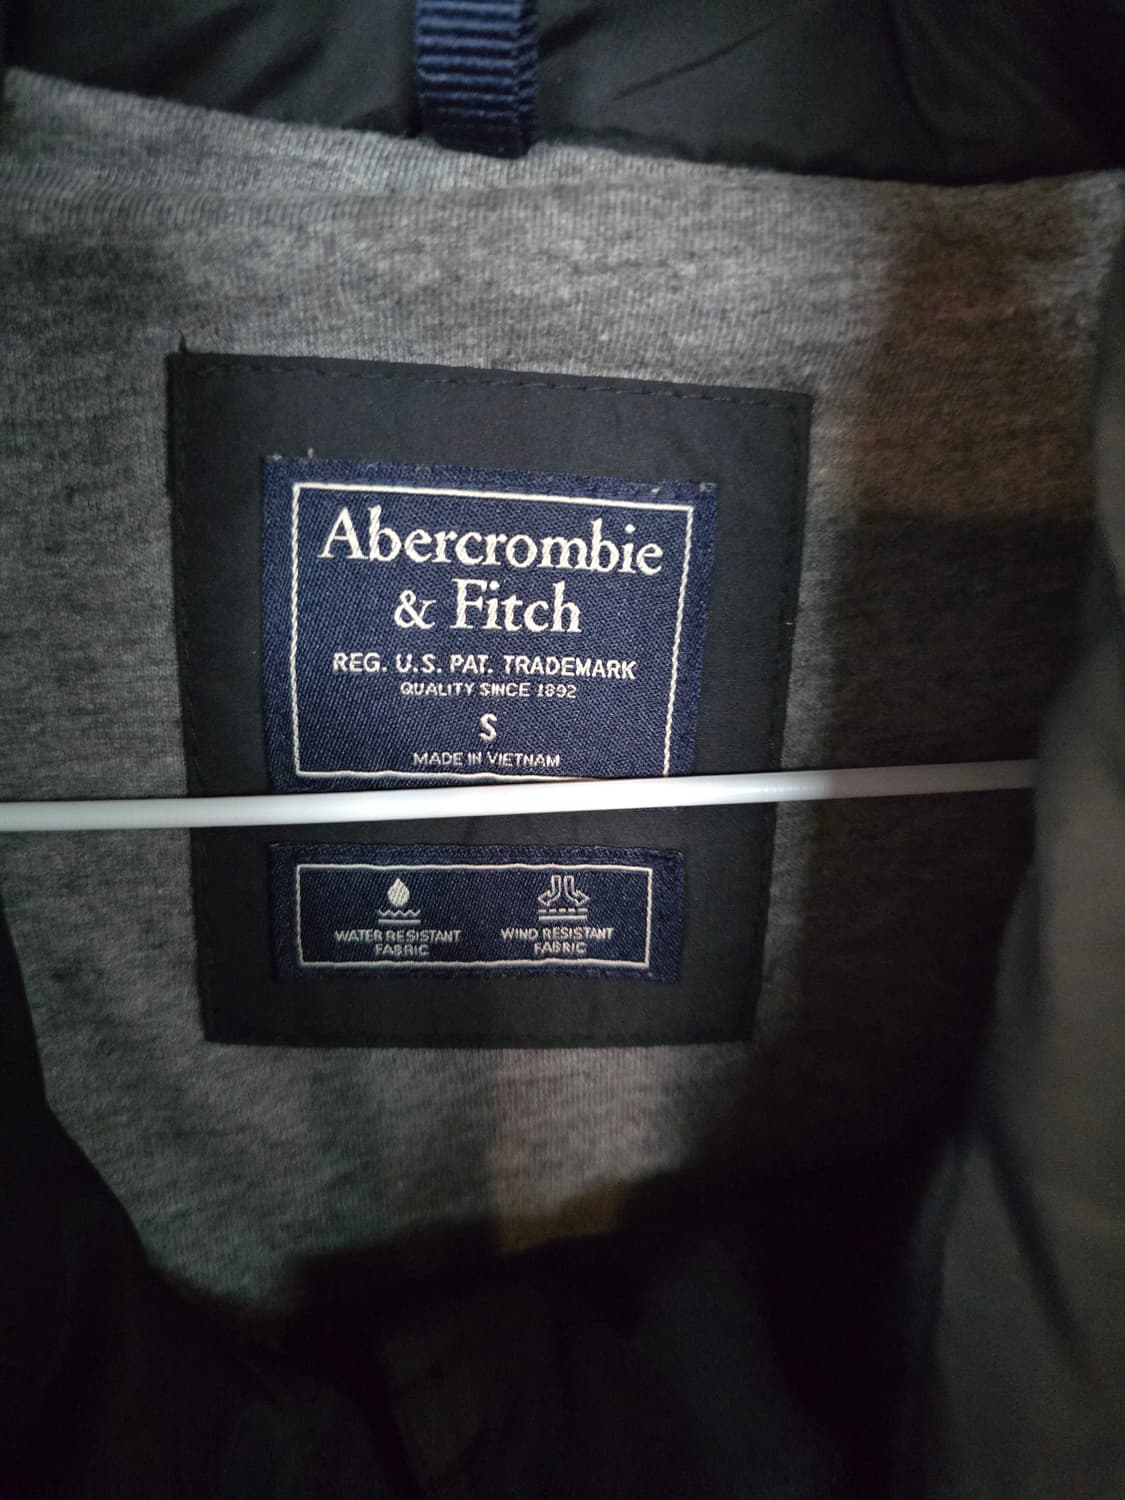 Abercrombie
& Fitch
REG. U.S. PAT. TRADEMARK
QUALITY SINCE 1892
S
MADE IN VIETNAM
WATER RESISTANT
FABRIC
WIND RESISTANT
FABRIC